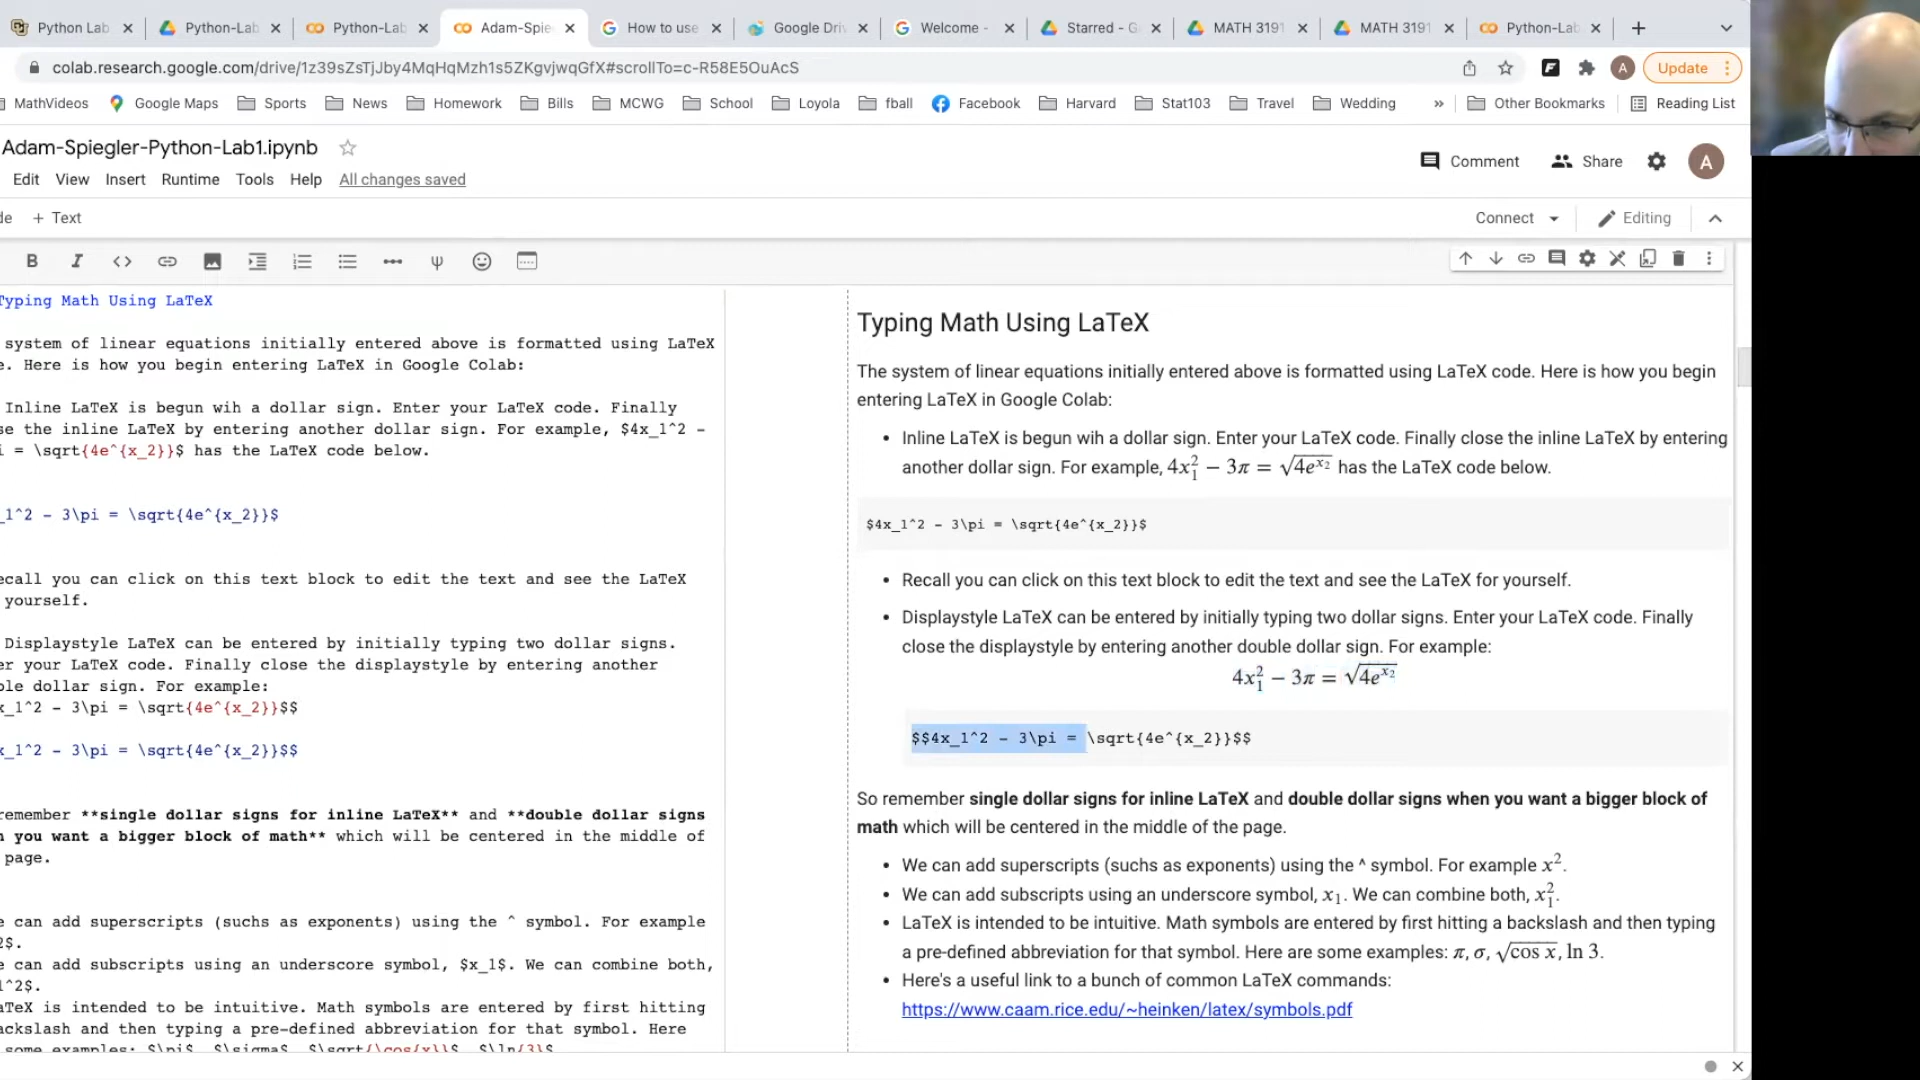 Python Lab
Python-Lab
Python-Lab
Adam-Spie
How to use
Google Driv
Welcome -
Starred - G
MATH 3191
MATH 3191
Python-Lab
colab.research.google.com/drive/1z39sZsTjJby4MqHqMzh1s5ZKgvjwqGfX#scrollTo=c-R58E5OuAcS
A
Update
MathVideos
Google Maps
Sports
News
Homework
Bills
MCWG
School
Loyola
fball
Facebook
Harvard
Stat103
Travel
Wedding
»
Other Bookmarks
Reading List
Adam-Spiegler-Python-Lab1.ipynb
Comment
Share
A
Edit View Insert Runtime Tools Help All changes saved
de + Text
Connect
Editing
B I <> ψ
Typing Math Using LaTeX
system of linear equations initially entered above is formatted using LaTeX
e. Here is how you begin entering LaTeX in Google Colab:
Inline LaTeX is begun wih a dollar sign. Enter your LaTeX code. Finally
se the inline LaTeX by entering another dollar sign. For example, $4x_1^2 -
i = \sqrt{4e^{x_2}}$ has the LaTeX code below.
_1^2 - 3\pi = \sqrt{4e^{x_2}}$
ecall you can click on this text block to edit the text and see the LaTeX
yourself.
Displaystyle LaTeX can be entered by initially typing two dollar signs.
er your LaTeX code. Finally close the displaystyle by entering another
ble dollar sign. For example:
x_1^2 - 3\pi = \sqrt{4e^{x_2}}$$
x_1^2 - 3\pi = \sqrt{4e^{x_2}}$$
remember **single dollar signs for inline LaTeX** and **double dollar signs
n you want a bigger block of math** which will be centered in the middle of
page.
e can add superscripts (suchs as exponents) using the ^ symbol. For example
2$.
e can add subscripts using an underscore symbol, $x_1$. We can combine both,
1^2$.
aTeX is intended to be intuitive. Math symbols are entered by first hitting
ackslash and then typing a pre-defined abbreviation for that symbol. Here
some examples: $\pi$, $\sigma$, $\sqrt{\cos{x}}$, $\ln{3}$
Typing Math Using LaTeX
The system of linear equations initially entered above is formatted using LaTeX code. Here is how you begin
entering LaTeX in Google Colab:
• Inline LaTeX is begun wih a dollar sign. Enter your LaTeX code. Finally close the inline LaTeX by entering
another dollar sign. For example, 4x₁² − 3π = √4eˣ² has the LaTeX code below.
$4x_1^2 - 3\pi = \sqrt{4e^{x_2}}$
• Recall you can click on this text block to edit the text and see the LaTeX for yourself.
• Displaystyle LaTeX can be entered by initially typing two dollar signs. Enter your LaTeX code. Finally
close the displaystyle by entering another double dollar sign. For example:
4x₁² − 3π = √4eˣ²
$$4x_1^2 - 3\pi = \sqrt{4e^{x_2}}$$
So remember single dollar signs for inline LaTeX and double dollar signs when you want a bigger block of
math which will be centered in the middle of the page.
• We can add superscripts (suchs as exponents) using the ^ symbol. For example x².
• We can add subscripts using an underscore symbol, x₁. We can combine both, x₁².
• LaTeX is intended to be intuitive. Math symbols are entered by first hitting a backslash and then typing
a pre-defined abbreviation for that symbol. Here are some examples: π, σ, √cos x, ln 3.
• Here's a useful link to a bunch of common LaTeX commands:
https://www.caam.rice.edu/~heinken/latex/symbols.pdf